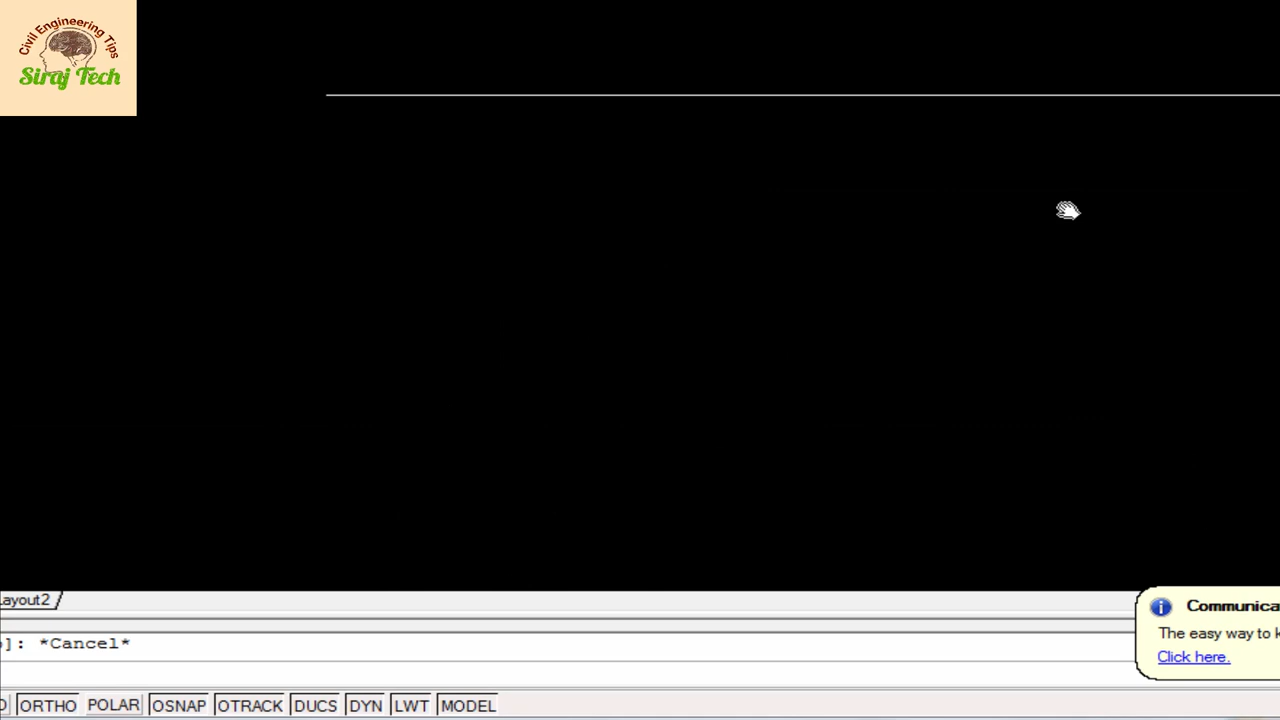 Civil Engineering Tips
Siraj Tech
Layout2
]: *Cancel*
Communica
The easy way to k
Click here.
ORTHO POLAR OSNAP OTRACK DUCS DYN LWT MODEL